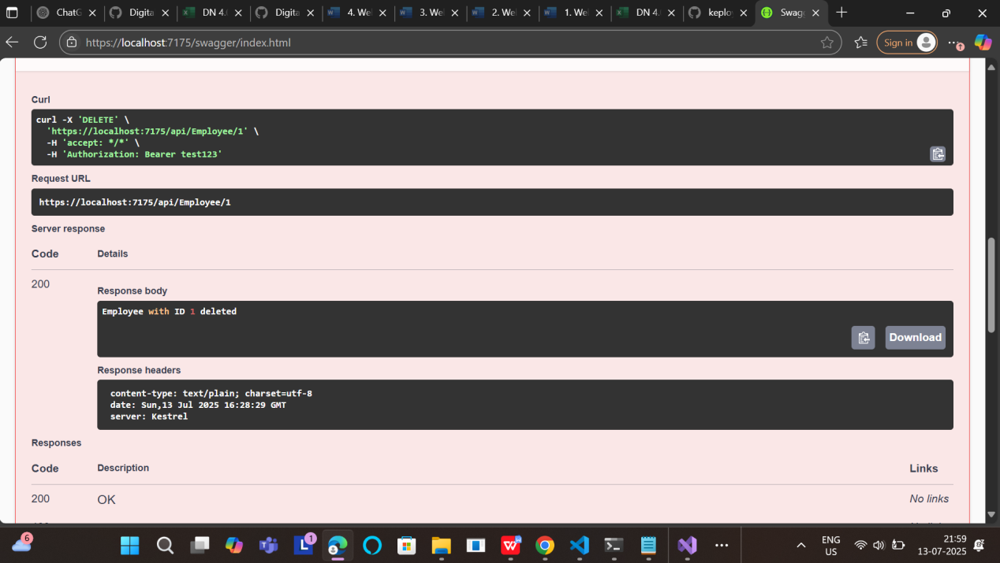 ChatG
Digita
DN 4.
Digita
4. We
3. We
2. We
1. We
DN 4.
keplo
Swag
https://localhost:7175/swagger/index.html
Sign in
Curl
curl -X 'DELETE' \
'https://localhost:7175/api/Employee/1' \
-H 'accept: */*' \
-H 'Authorization: Bearer test123'
Request URL
https://localhost:7175/api/Employee/1
Server response
Code Details
200
Response body
Employee with ID 1 deleted
Download
Response headers
content-type: text/plain; charset=utf-8
date: Sun,13 Jul 2025 16:28:29 GMT
server: Kestrel
Responses
Code Description Links
200 OK No links
6
1
ENG
US
21:59
13-07-2025